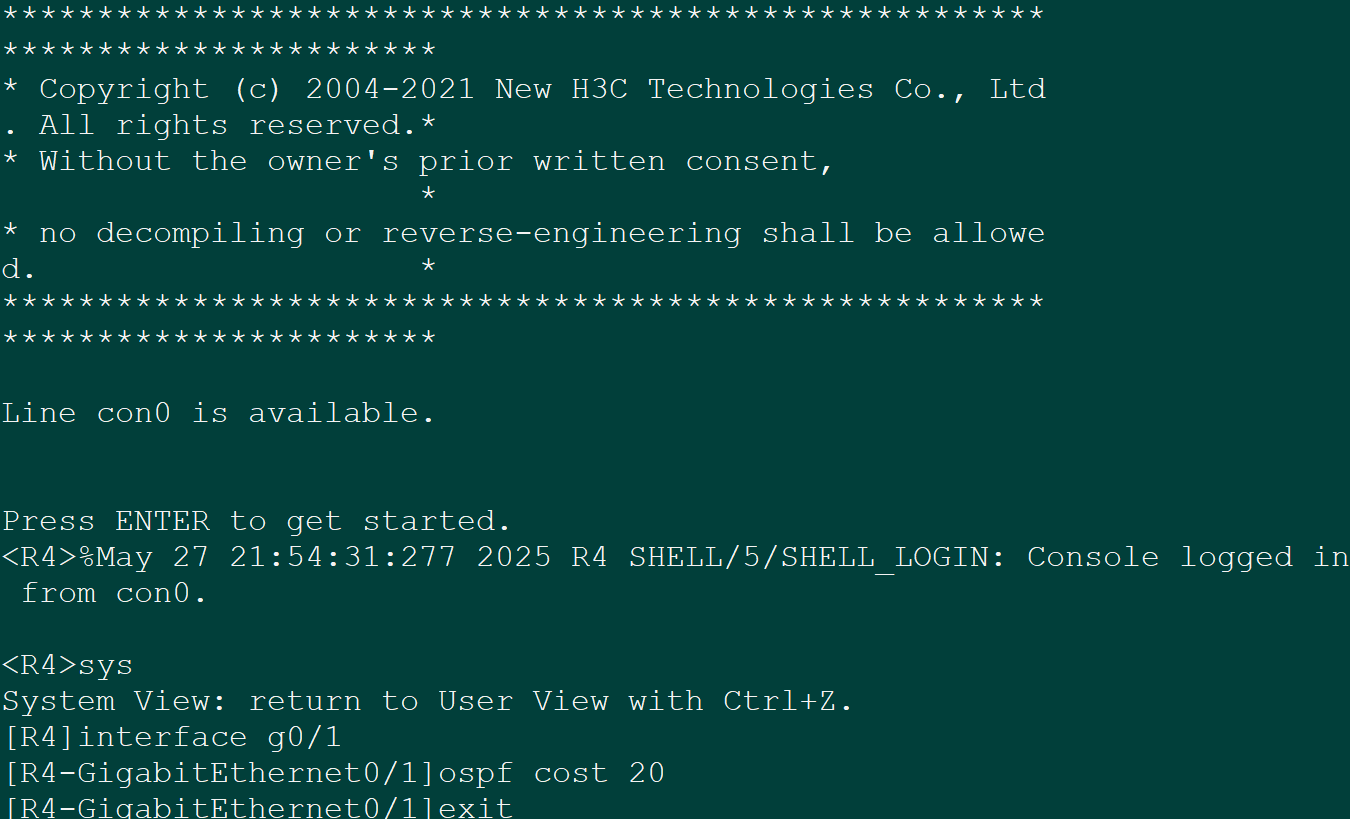 *******************************************************
***********************
* Copyright (c) 2004-2021 New H3C Technologies Co., Ltd
. All rights reserved.*
* Without the owner's prior written consent,
                      *
* no decompiling or reverse-engineering shall be allowe
d.                    *
*******************************************************
***********************

Line con0 is available.


Press ENTER to get started.
<R4>%May 27 21:54:31:277 2025 R4 SHELL/5/SHELL_LOGIN: Console logged in
 from con0.

<R4>sys
System View: return to User View with Ctrl+Z.
[R4]interface g0/1
[R4-GigabitEthernet0/1]ospf cost 20
[R4-GigabitEthernet0/1]exit